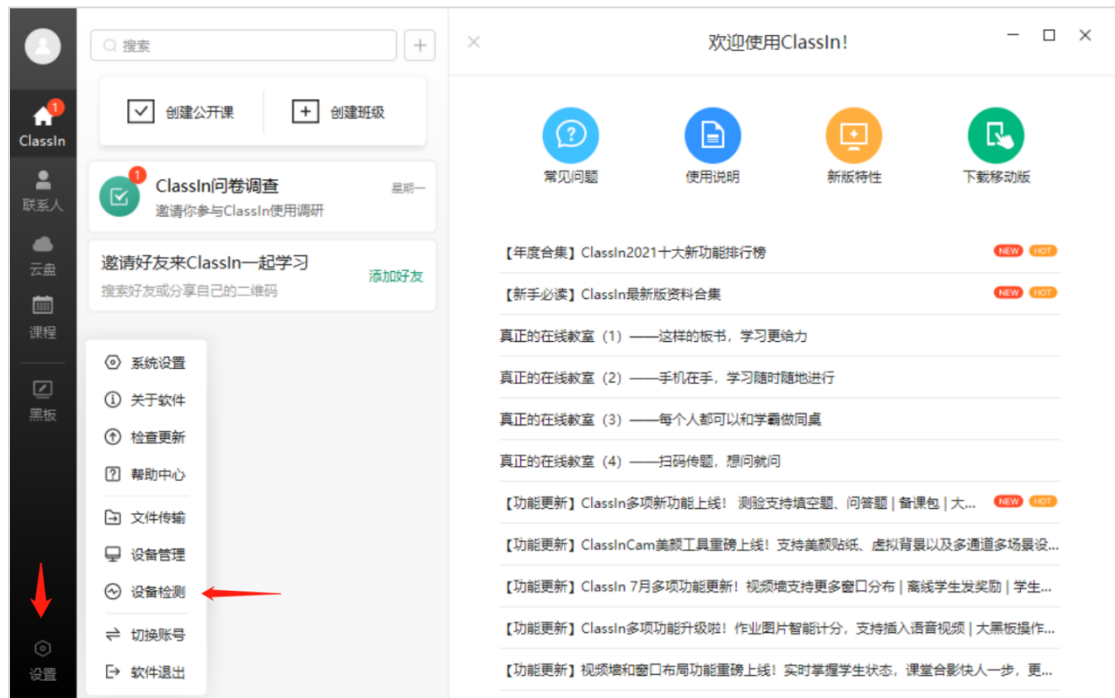 搜索
欢迎使用ClassIn!
创建公开课
创建班级
1
ClassIn
联系人
云盘
课程
黑板
设置
1
ClassIn问卷调查
星期一
邀请你参与ClassIn使用调研
邀请好友来ClassIn一起学习
添加好友
搜索好友或分享自己的二维码
系统设置
关于软件
检查更新
帮助中心
文件传输
设备管理
设备检测
切换账号
软件退出
常见问题
使用说明
新版特性
下载移动版
【年度合集】ClassIn2021十大新功能排行榜 NEW HOT
【新手必读】ClassIn最新版资料合集 NEW HOT
真正的在线教室（1）——这样的板书，学习更给力
真正的在线教室（2）——手机在手，学习随时随地进行
真正的在线教室（3）——每个人都可以和学霸做同桌
真正的在线教室（4）——扫码传题，想问就问
【功能更新】ClassIn多项新功能上线！ 测验支持填空题、问答题 | 备课包 | 大... NEW HOT
【功能更新】ClassInCam美颜工具重磅上线！支持美颜贴纸、虚拟背景以及多通道多场景设...
【功能更新】ClassIn 7月多项功能更新！视频墙支持更多窗口分布 | 离线学生发奖励 | 学生...
【功能更新】ClassIn多项功能升级啦！作业图片智能计分，支持插入语音视频 | 大黑板操作...
【功能更新】视频墙和窗口布局功能重磅上线！实时掌握学生状态，课堂合影快人一步，更...